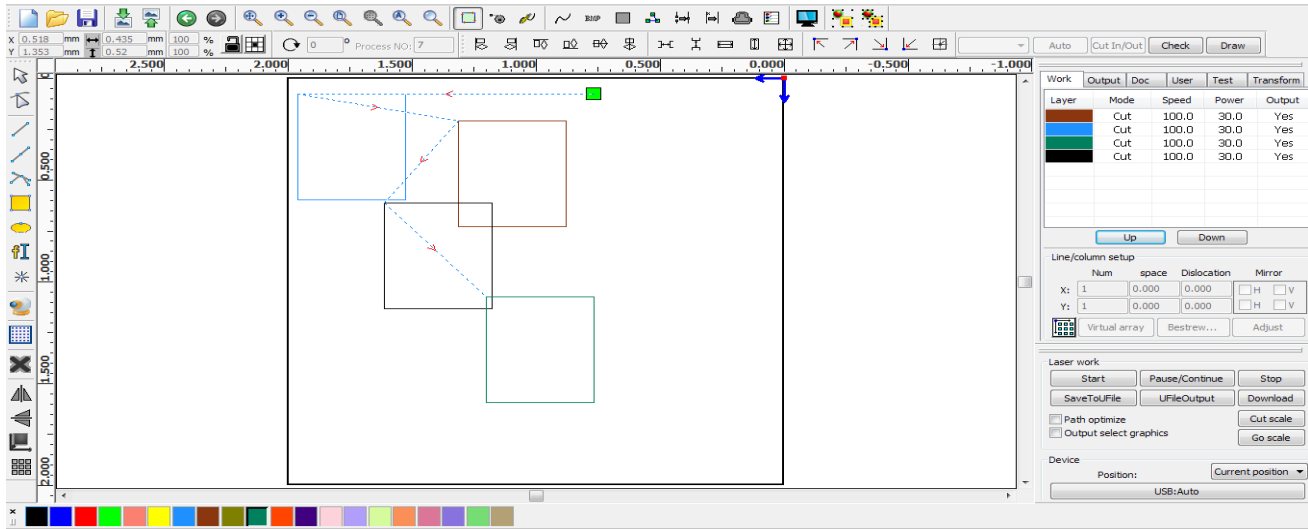 BMP
X 0.518 mm 0.435 mm 100 %
Y 1.353 mm 0.52 mm 100 %
0 ° Process NO: 7
Auto Cut In/Out Check Draw
2.500 2.000 1.500 1.000 0.500 0.000 -0.500 -1.000
0.500
1.000
1.500
2.000
Work Output Doc User Test Transform
Layer Mode Speed Power Output
Cut 100.0 30.0 Yes
Cut 100.0 30.0 Yes
Cut 100.0 30.0 Yes
Cut 100.0 30.0 Yes
Up Down
Line/column setup
Num space Dislocation Mirror
X: 1 0.000 0.000 H V
Y: 1 0.000 0.000 H V
Virtual array Bestrew... Adjust
Laser work
Start Pause/Continue Stop
SaveToUFile UFileOutput Download
Path optimize Cut scale
Output select graphics Go scale
Device
Position: Current position
USB:Auto